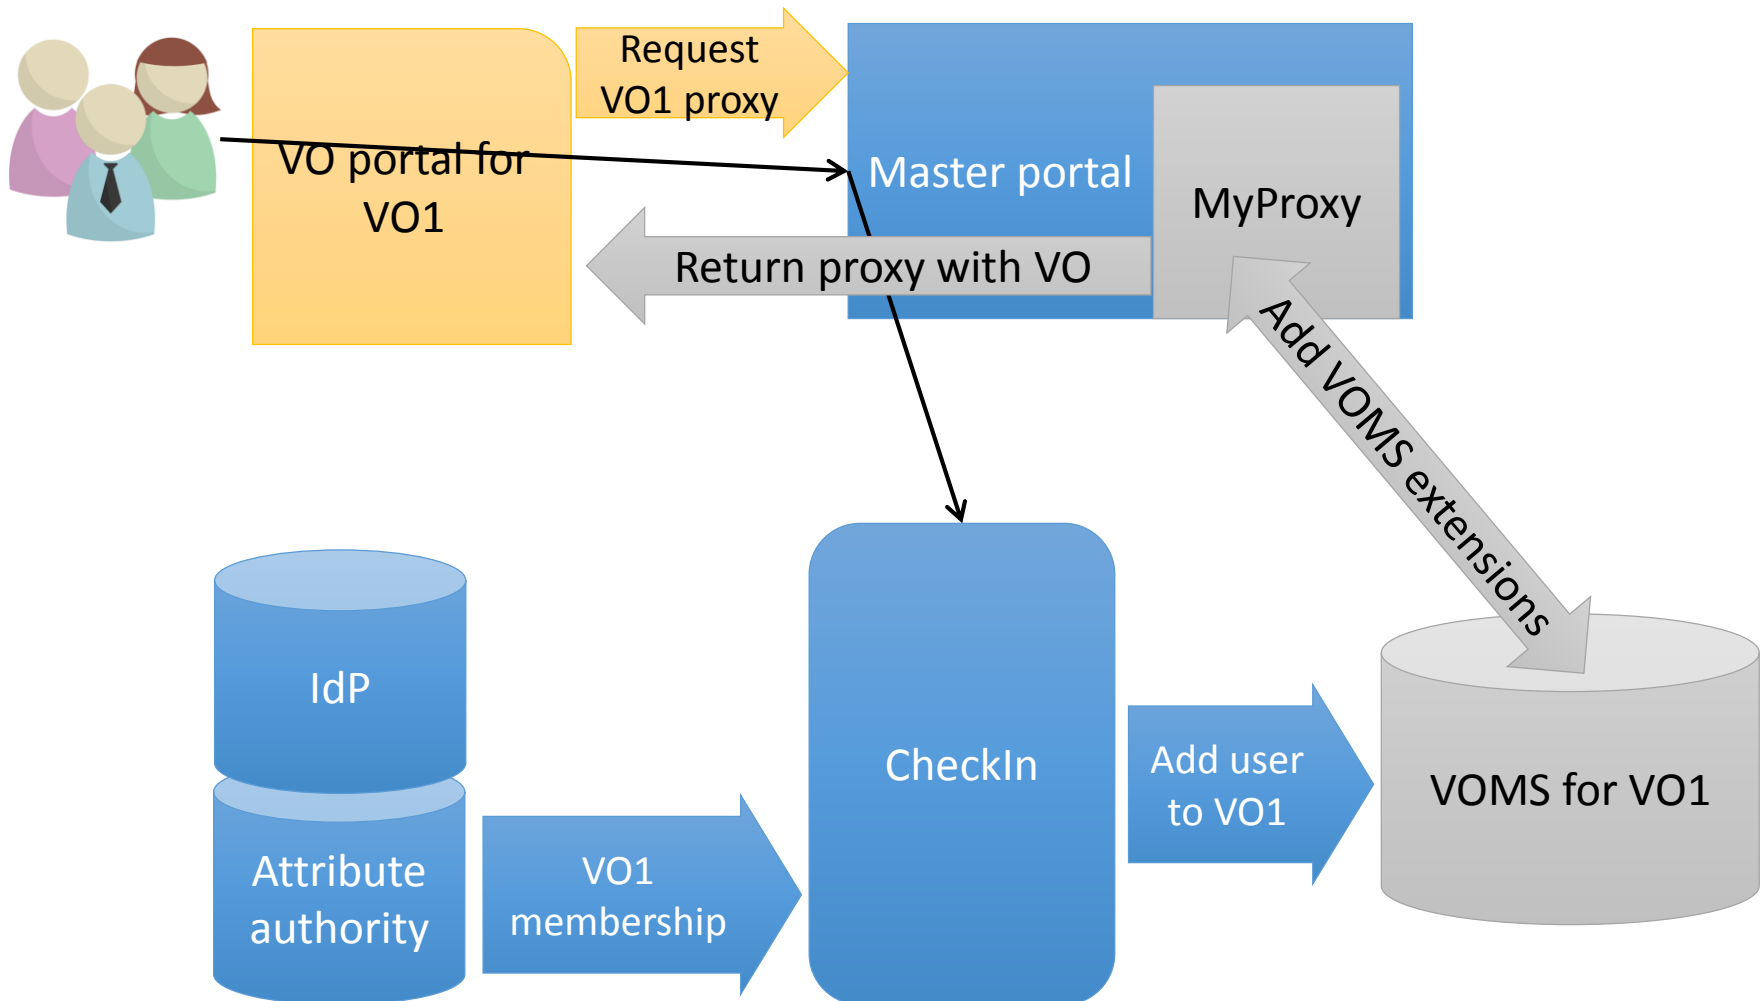 Request
VO1 proxy
VO portal for
VO1
Master portal
MyProxy
Return proxy with VO
Add VOMS extensions
IdP
Attribute
authority
VO1
membership
CheckIn
Add user
to VO1
VOMS for VO1